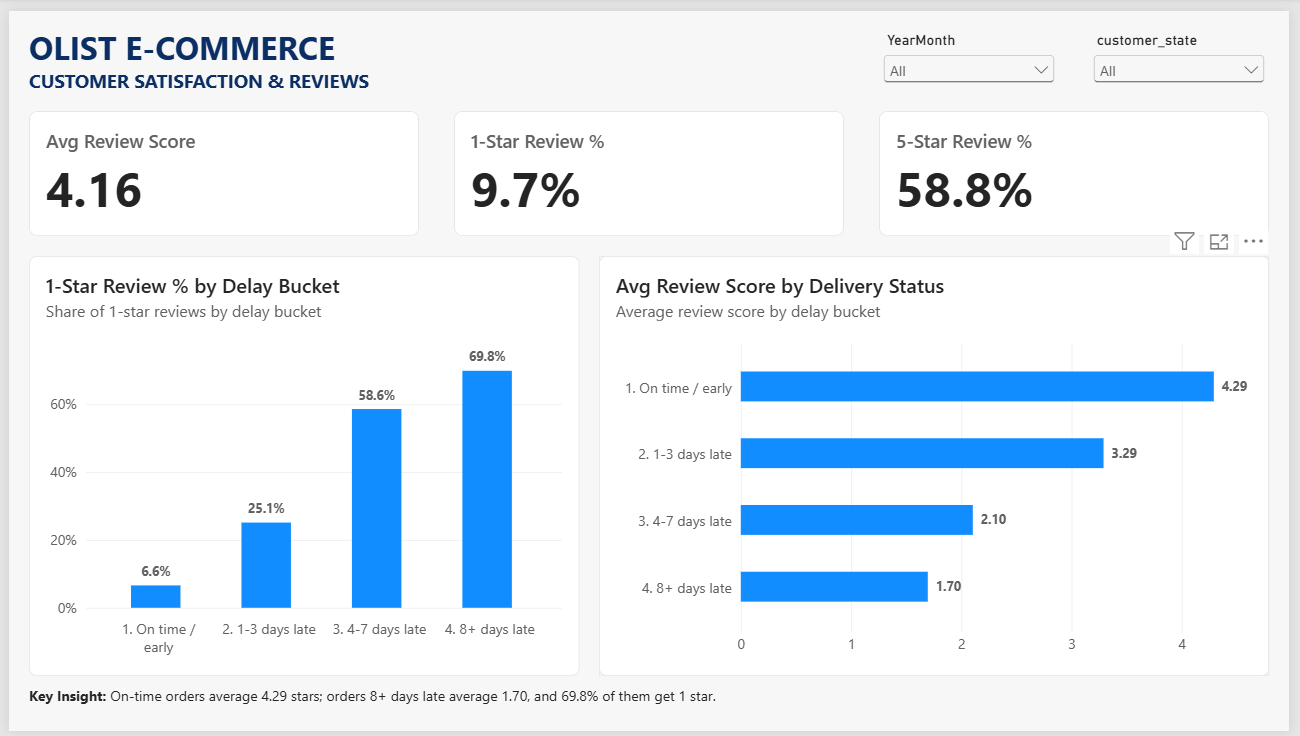 OLIST E-COMMERCE
CUSTOMER SATISFACTION & REVIEWS
YearMonth
All
customer_state
All
Avg Review Score
4.16
1-Star Review %
9.7%
5-Star Review %
58.8%
1-Star Review % by Delay Bucket
Share of 1-star reviews by delay bucket
60%
40%
20%
0%
6.6%
25.1%
58.6%
69.8%
1. On time /
early
2. 1-3 days late
3. 4-7 days late
4. 8+ days late
Avg Review Score by Delivery Status
Average review score by delay bucket
1. On time / early
4.29
2. 1-3 days late
3.29
3. 4-7 days late
2.10
4. 8+ days late
1.70
0
1
2
3
4
Key Insight: On-time orders average 4.29 stars; orders 8+ days late average 1.70, and 69.8% of them get 1 star.